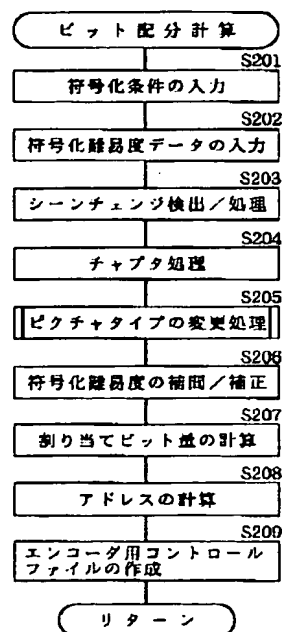 ビット配分計算
S201
符号化条件の入力
S202
符号化難易度データの入力
S203
シーンチェンジ検出/処理
S204
チャプタ処理
S205
ピクチャタイプの変更処理
S206
符号化難易度の補間/補正
S207
割り当てビット量の計算
S208
アドレスの計算
S209
エンコーダ用コントロール
ファイルの作成
リターン